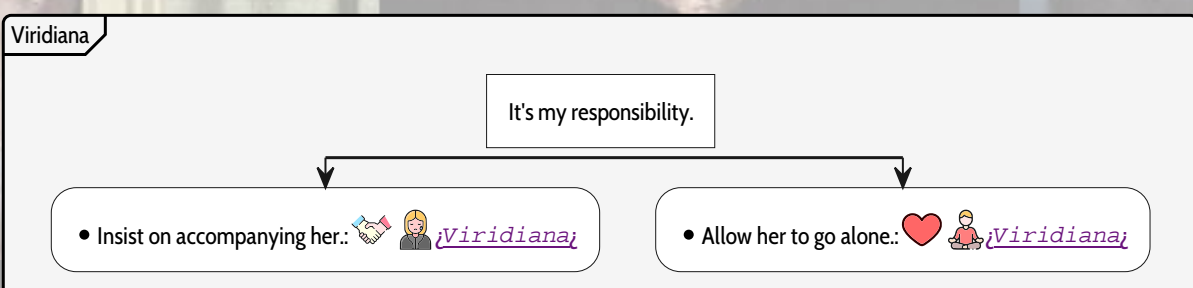 Viridiana
It's my responsibility.
• Insist on accompanying her.: ¿Viridiana¿
• Allow her to go alone.: ¿Viridiana¿